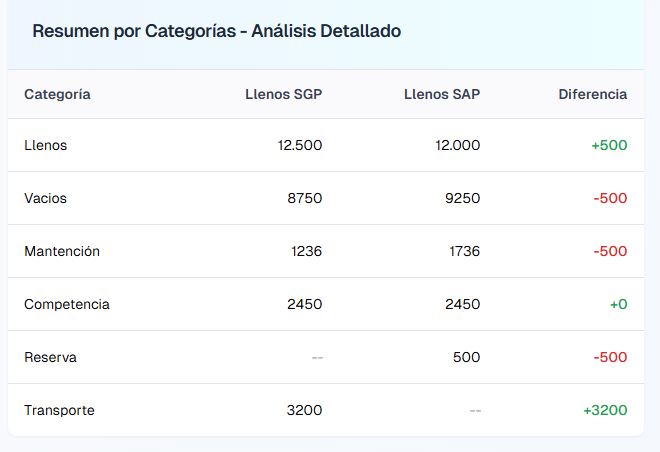 Resumen por Categorías - Análisis Detallado
Categoría Llenos SGP Llenos SAP Diferencia
Llenos 12.500 12.000 +500
Vacios 8750 9250 -500
Mantención 1236 1736 -500
Competencia 2450 2450 +0
Reserva -- 500 -500
Transporte 3200 -- +3200